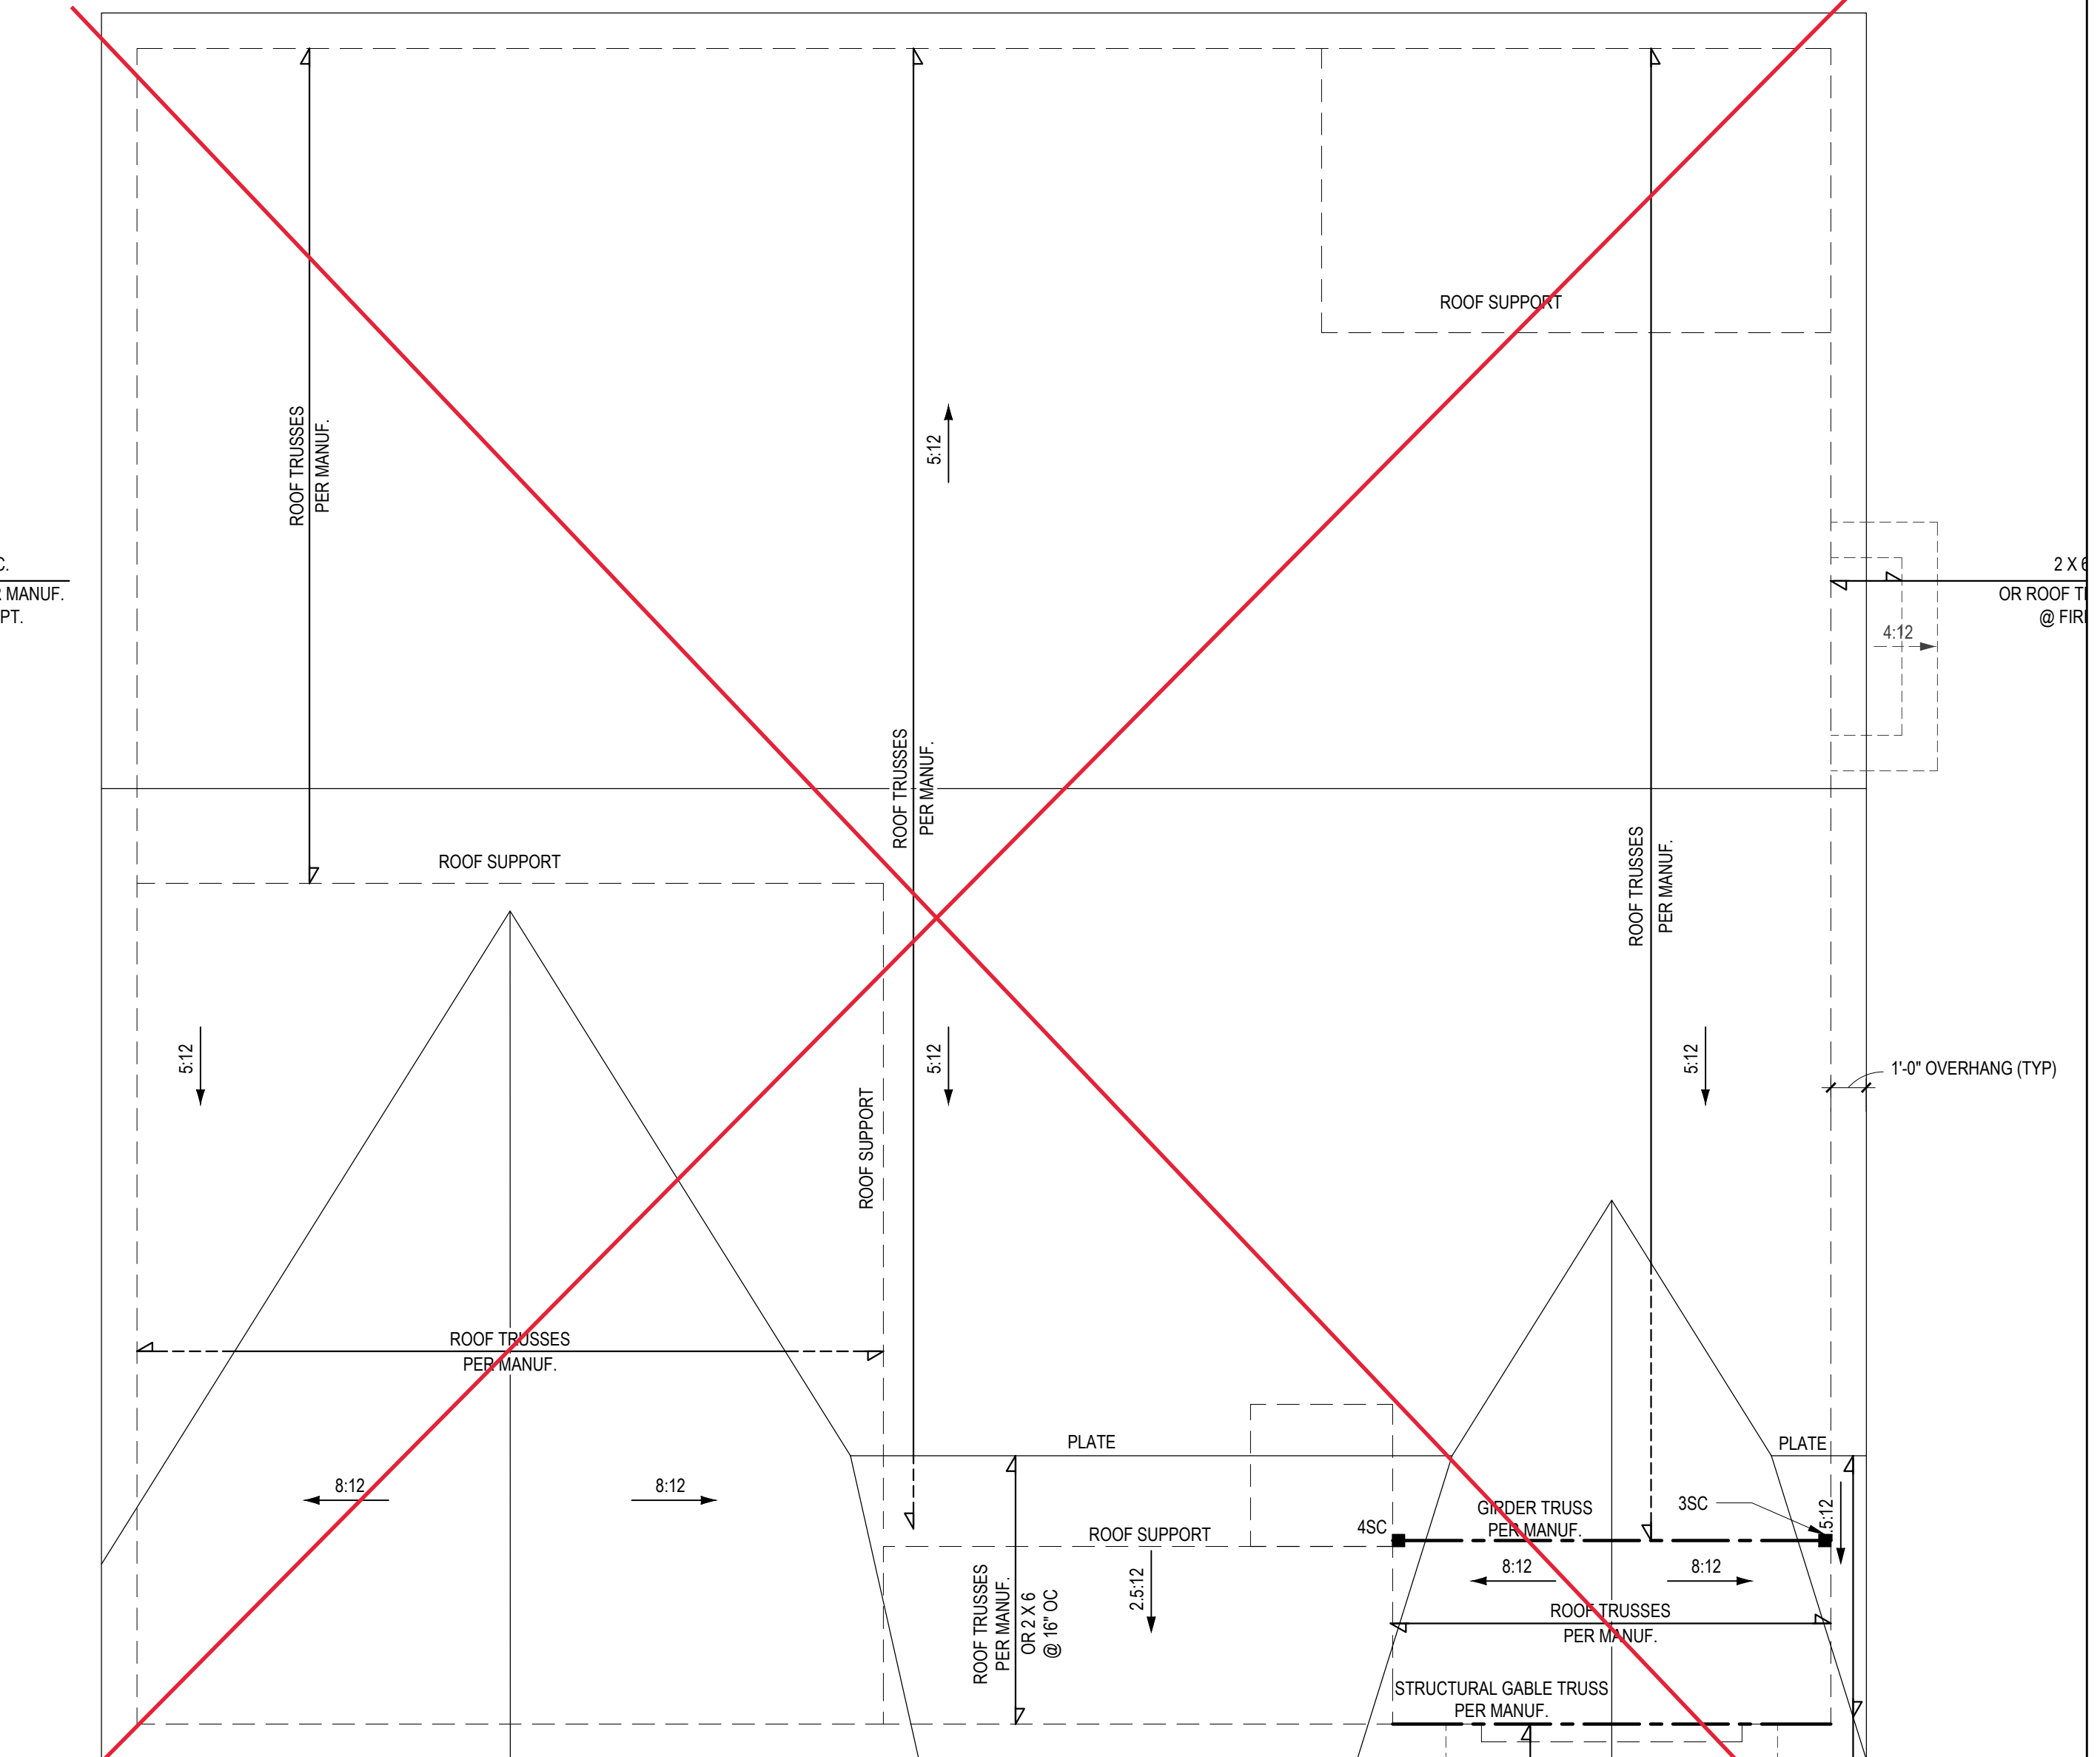 ROOF SUPPORT
ROOF TRUSSES
PER MANUF.
5:12
C.
R MANUF.
PT.
2 X 6
OR ROOF T
@ FIR
4:12
ROOF TRUSSES
PER MANUF.
ROOF TRUSSES
PER MANUF.
ROOF SUPPORT
5:12
5:12
5:12
1'-0" OVERHANG (TYP)
ROOF SUPPORT
ROOF TRUSSES
PER MANUF.
PLATE
PLATE
8:12
8:12
GIRDER TRUSS
PER MANUF.
3SC
4SC
ROOF SUPPORT
.5:12
8:12
8:12
ROOF TRUSSES
PER MANUF.
OR 2 X 6
@ 16" OC
2.5:12
ROOF TRUSSES
PER MANUF.
STRUCTURAL GABLE TRUSS
PER MANUF.